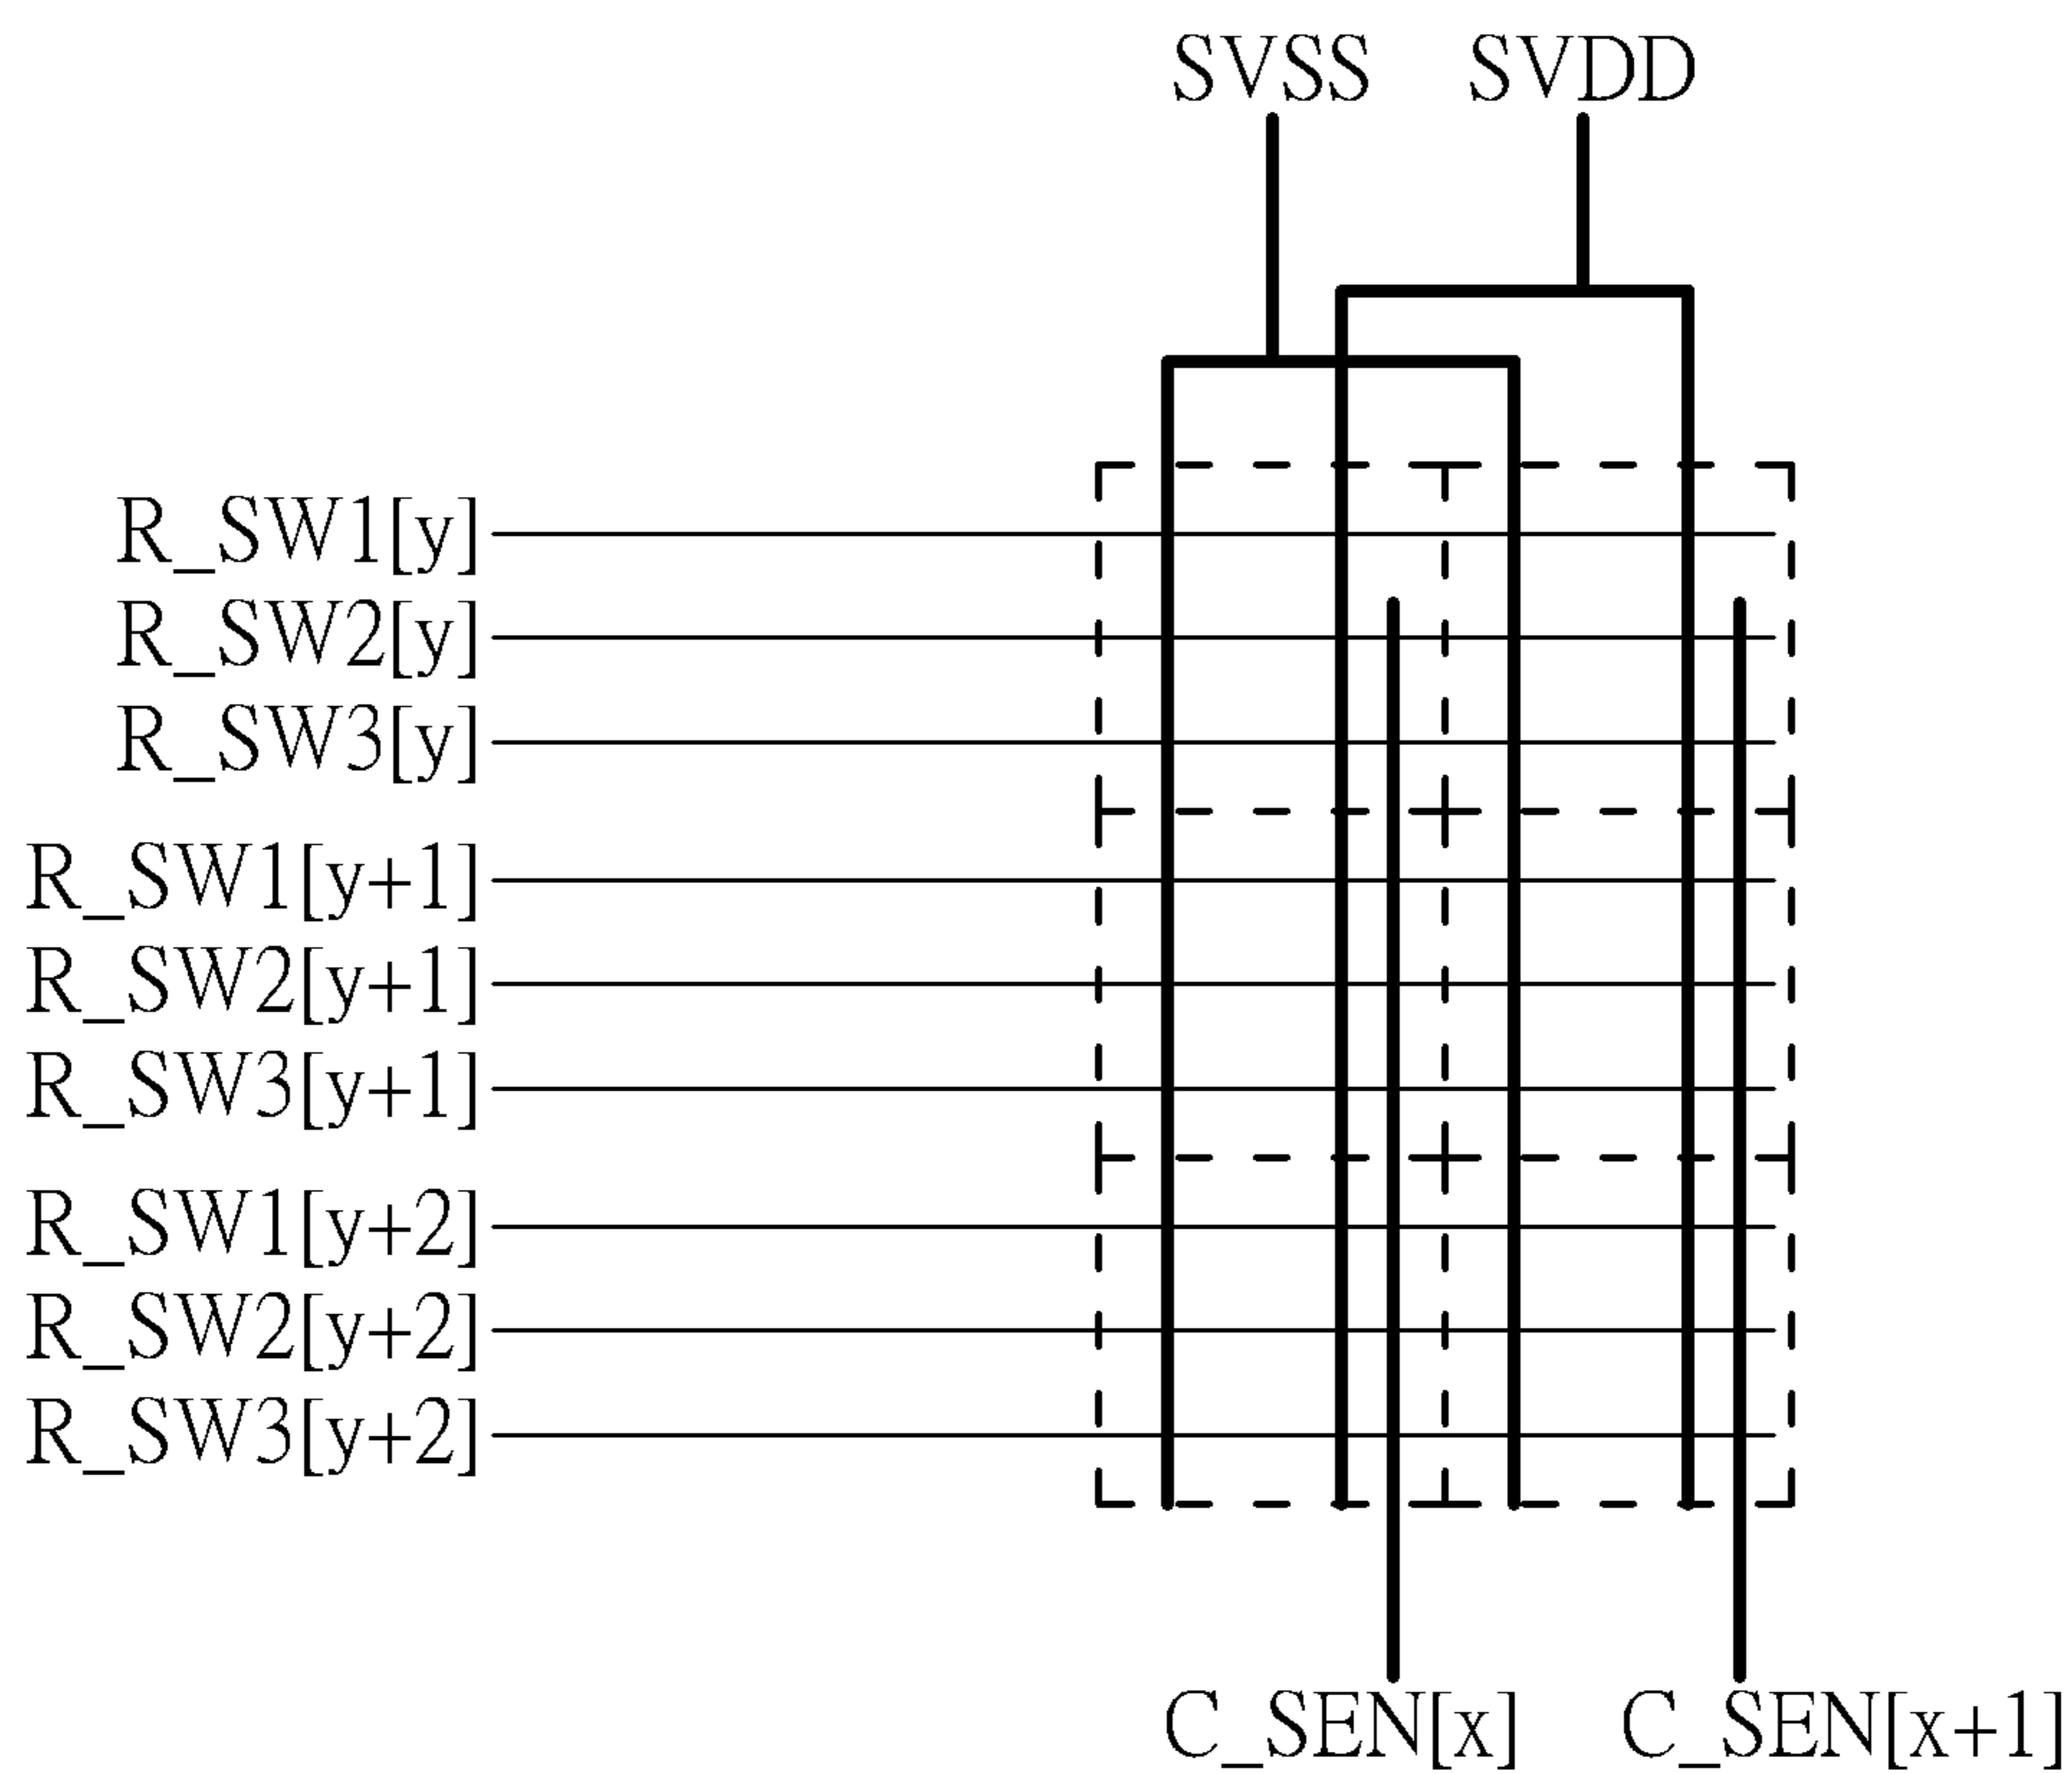 SVSS SVDD
R_SW1[y]
R_SW2[y]
R_SW3[y]
R_SW1[y+1]
R_SW2[y+1]
R_SW3[y+1]
R_SW1[y+2]
R_SW2[y+2]
R_SW3[y+2]
C_SEN[x] C_SEN[x+1]